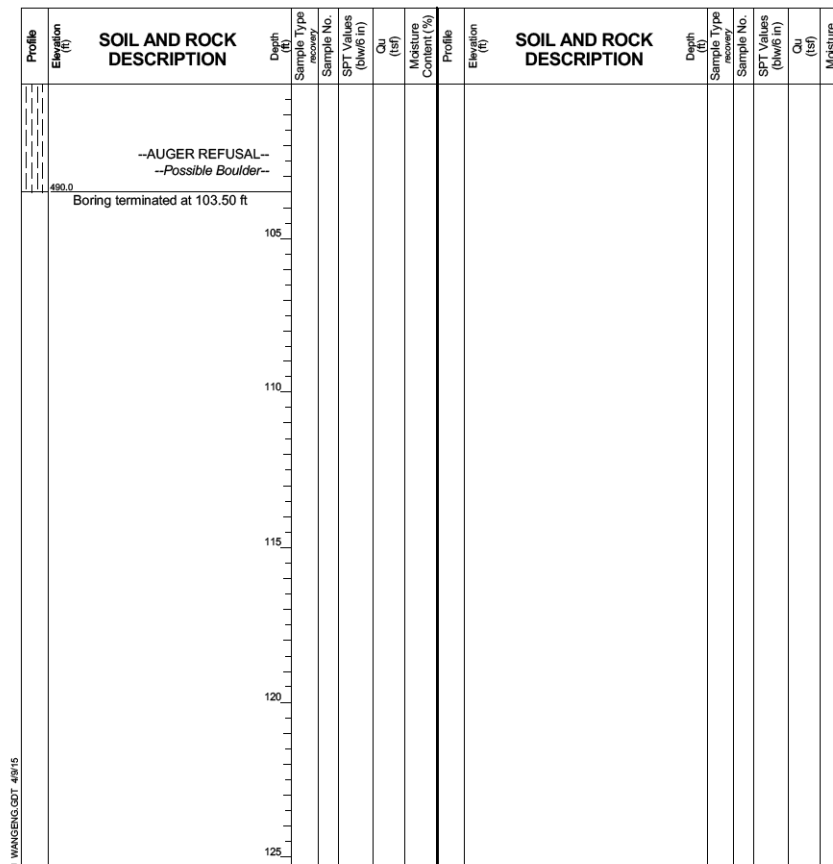 Profile
Elevation
(ft)
SOIL AND ROCK
DESCRIPTION
Depth
(ft)
Sample Type
recovery
Sample No.
SPT Values
(blw/6 in)
Qu
(tsf)
Moisture
Content (%)
Profile
Elevation
(ft)
SOIL AND ROCK
DESCRIPTION
Depth
(ft)
Sample Type
recovery
Sample No.
SPT Values
(blw/6 in)
Qu
(tsf)
Moisture
--AUGER REFUSAL--
--Possible Boulder--
490.0
Boring terminated at 103.50 ft
105
110
115
120
125
WANGENG.GDT 4/9/15